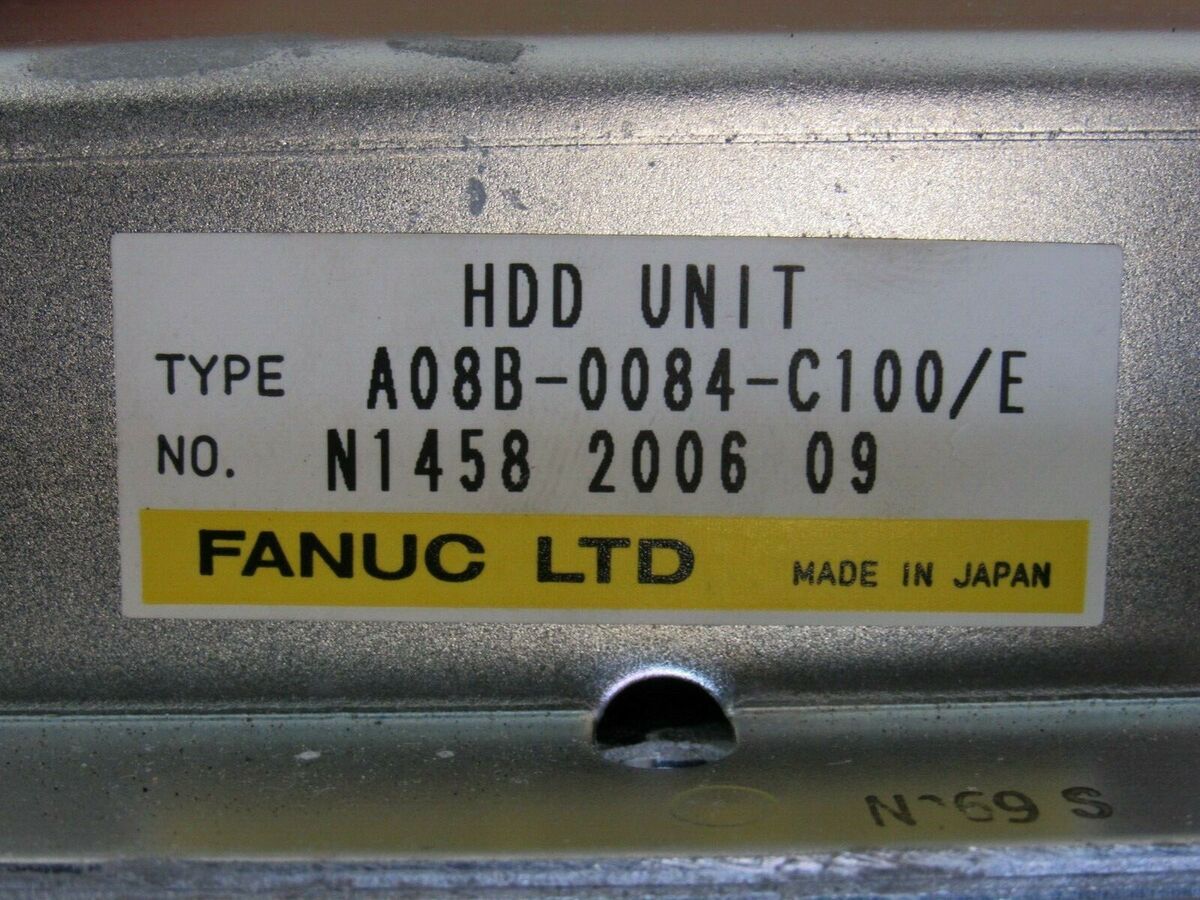 HDD UNIT
TYPE A08B-0084-C100/E
NO. N1458 2006 09
FANUC LTD MADE IN JAPAN